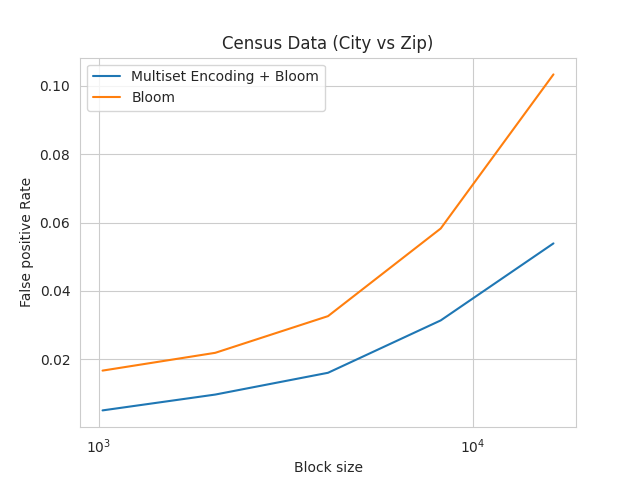 Census Data (City vs Zip)
Multiset Encoding + Bloom
Bloom
False positive Rate
0.10
0.08
0.06
0.04
0.02
10³
10⁴
Block size